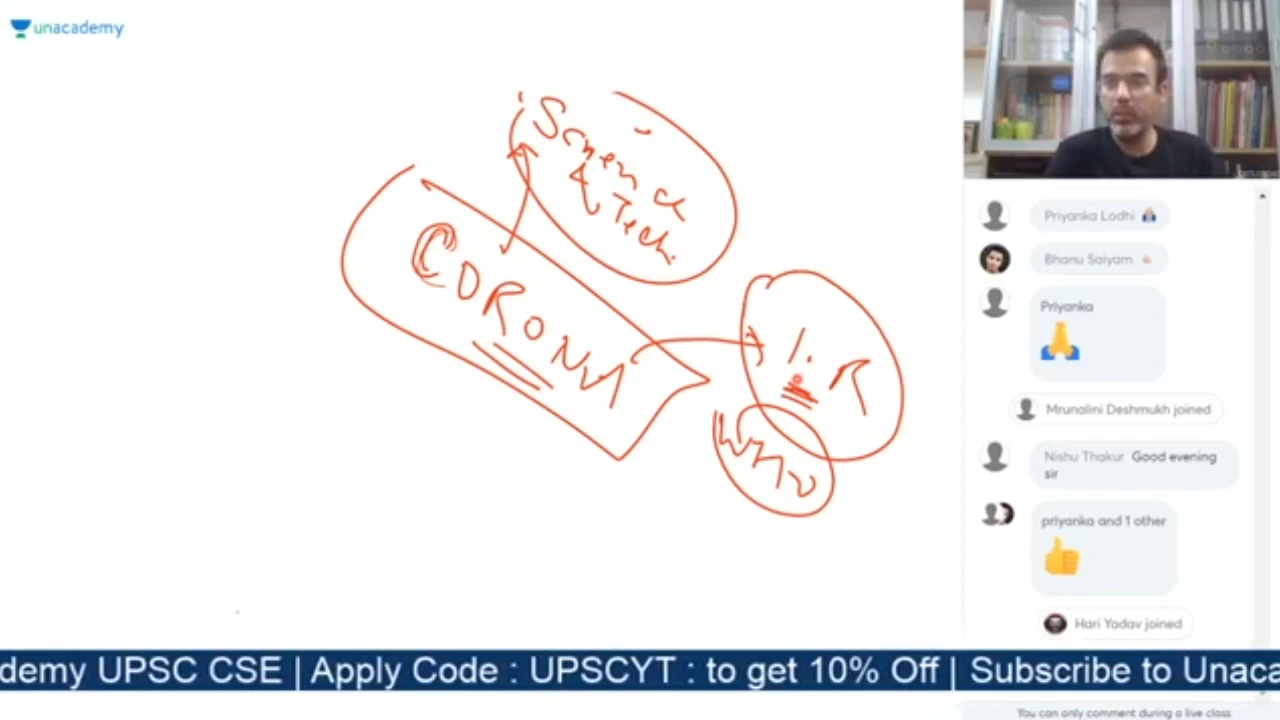 unacademy
Science
& Tech.
CORONA
I.R
WHO
Priyanka Lodhi
Bhanu Saiyam
Priyanka
Mrunalini Deshmukh joined
Nishu Thakur Good evening
sir
priyanka and 1 other
Hari Yadav joined
demy UPSC CSE | Apply Code : UPSCYT : to get 10% Off | Subscribe to Unaca
You can only comment during a live class